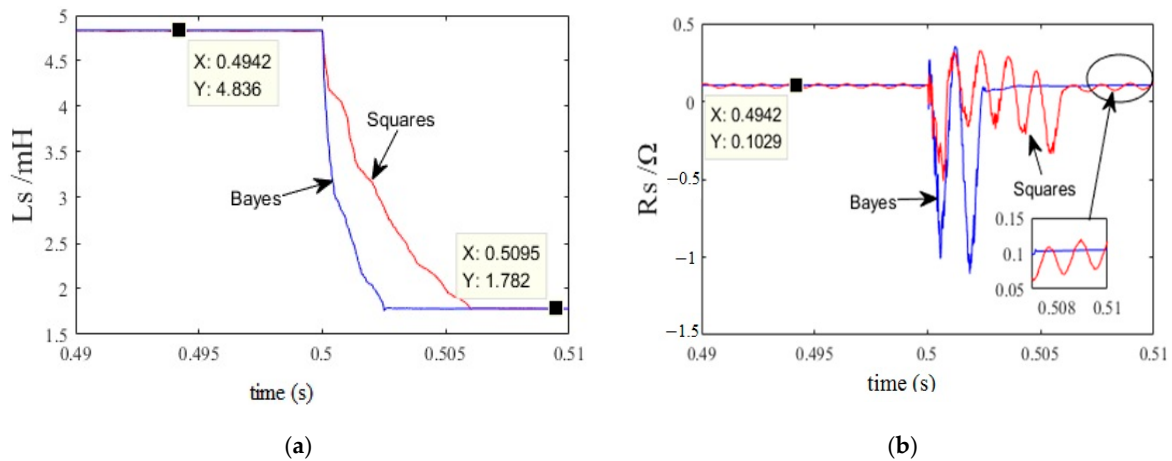 5
4.5
4
3.5
3
2.5
2
1.5
Ls /mH
X: 0.4942
Y: 4.836
Squares
Bayes
X: 0.5095
Y: 1.782
0.49
0.495
0.5
0.505
0.51
time (s)
(a)
0.5
0
−0.5
−1
−1.5
Rs /Ω
X: 0.4942
Y: 0.1029
Bayes
Squares
0.15
0.1
0.05
0.508
0.51
0.49
0.495
0.5
0.505
0.51
time (s)
(b)